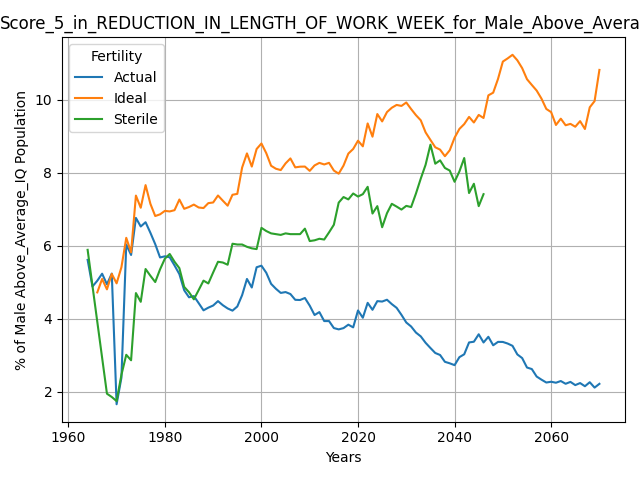 Score_5_in_REDUCTION_IN_LENGTH_OF_WORK_WEEK_for_Male_Above_Avera
Fertility
Actual
Ideal
Sterile
% of Male Above_Average_IQ Population
10
8
6
4
2
1960 1980 2000 2020 2040 2060
Years